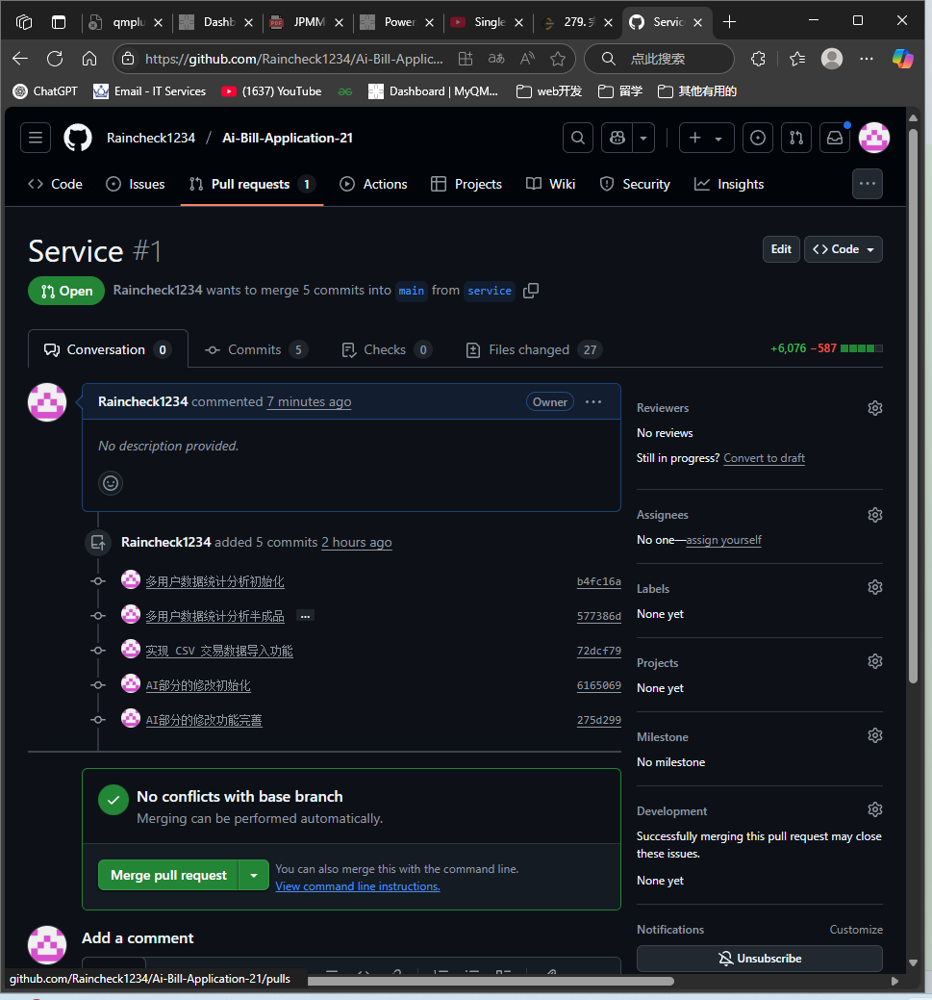 qmplu
Dashb
JPMM
Power
Single
279.
Servic
https://github.com/Raincheck1234/Ai-Bill-Applic...
点此搜索
ChatGPT
Email - IT Services
(1637) YouTube
Dashboard | MyQM...
web开发
留学
其他有用的
Raincheck1234 / Ai-Bill-Application-21
Code
Issues
Pull requests 1
Actions
Projects
Wiki
Security
Insights
Service #1
Edit
Code
Open
Raincheck1234 wants to merge 5 commits into main from service
Conversation 0
Commits 5
Checks 0
Files changed 27
+6,076 −587
Raincheck1234 commented 7 minutes ago
Owner
No description provided.
Raincheck1234 added 5 commits 2 hours ago
多用户数据统计分析初始化 b4fc16a
多用户数据统计分析半成品 … 577386d
实现 CSV 交易数据导入功能 72dcf79
AI部分的修改初始化 6165069
AI部分的修改功能完善 275d299
No conflicts with base branch
Merging can be performed automatically.
Merge pull request
You can also merge this with the command line.
View command line instructions.
Add a comment
Reviewers
No reviews
Still in progress? Convert to draft
Assignees
No one—assign yourself
Labels
None yet
Projects
None yet
Milestone
No milestone
Development
Successfully merging this pull request may close
these issues.
None yet
Notifications
Customize
Unsubscribe
github.com/Raincheck1234/Ai-Bill-Application-21/pulls